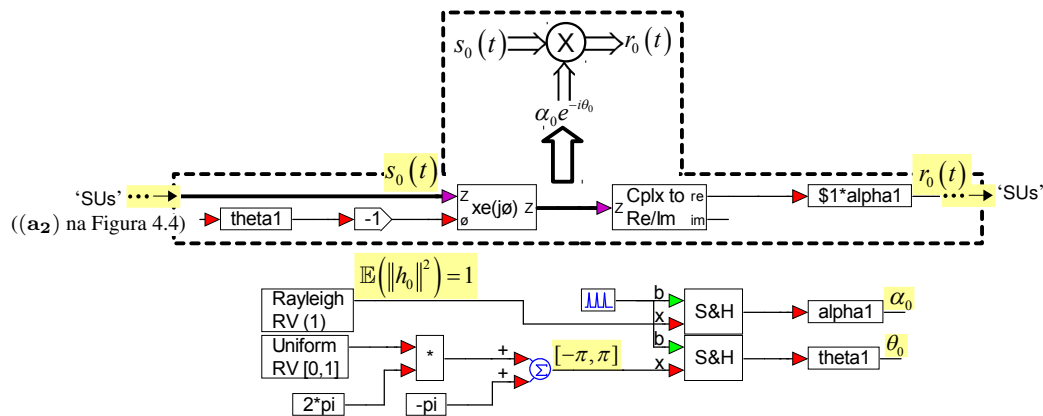 s₀(t) X r₀(t)
α₀e^{-iθ₀}
s₀(t) r₀(t)
‘SUs’ Z xe(jø) Z Z Cplx to re $1*alpha1 ‘SUs’
ø Re/Im im
((a₂) na Figura 4.4) theta1 -1
𝔼(‖h₀‖²)=1
Rayleigh b S&H alpha1 α₀
RV (1) x
Uniform * + Σ [-π,π] b S&H theta1 θ₀
RV [0,1] + x
2*pi -pi